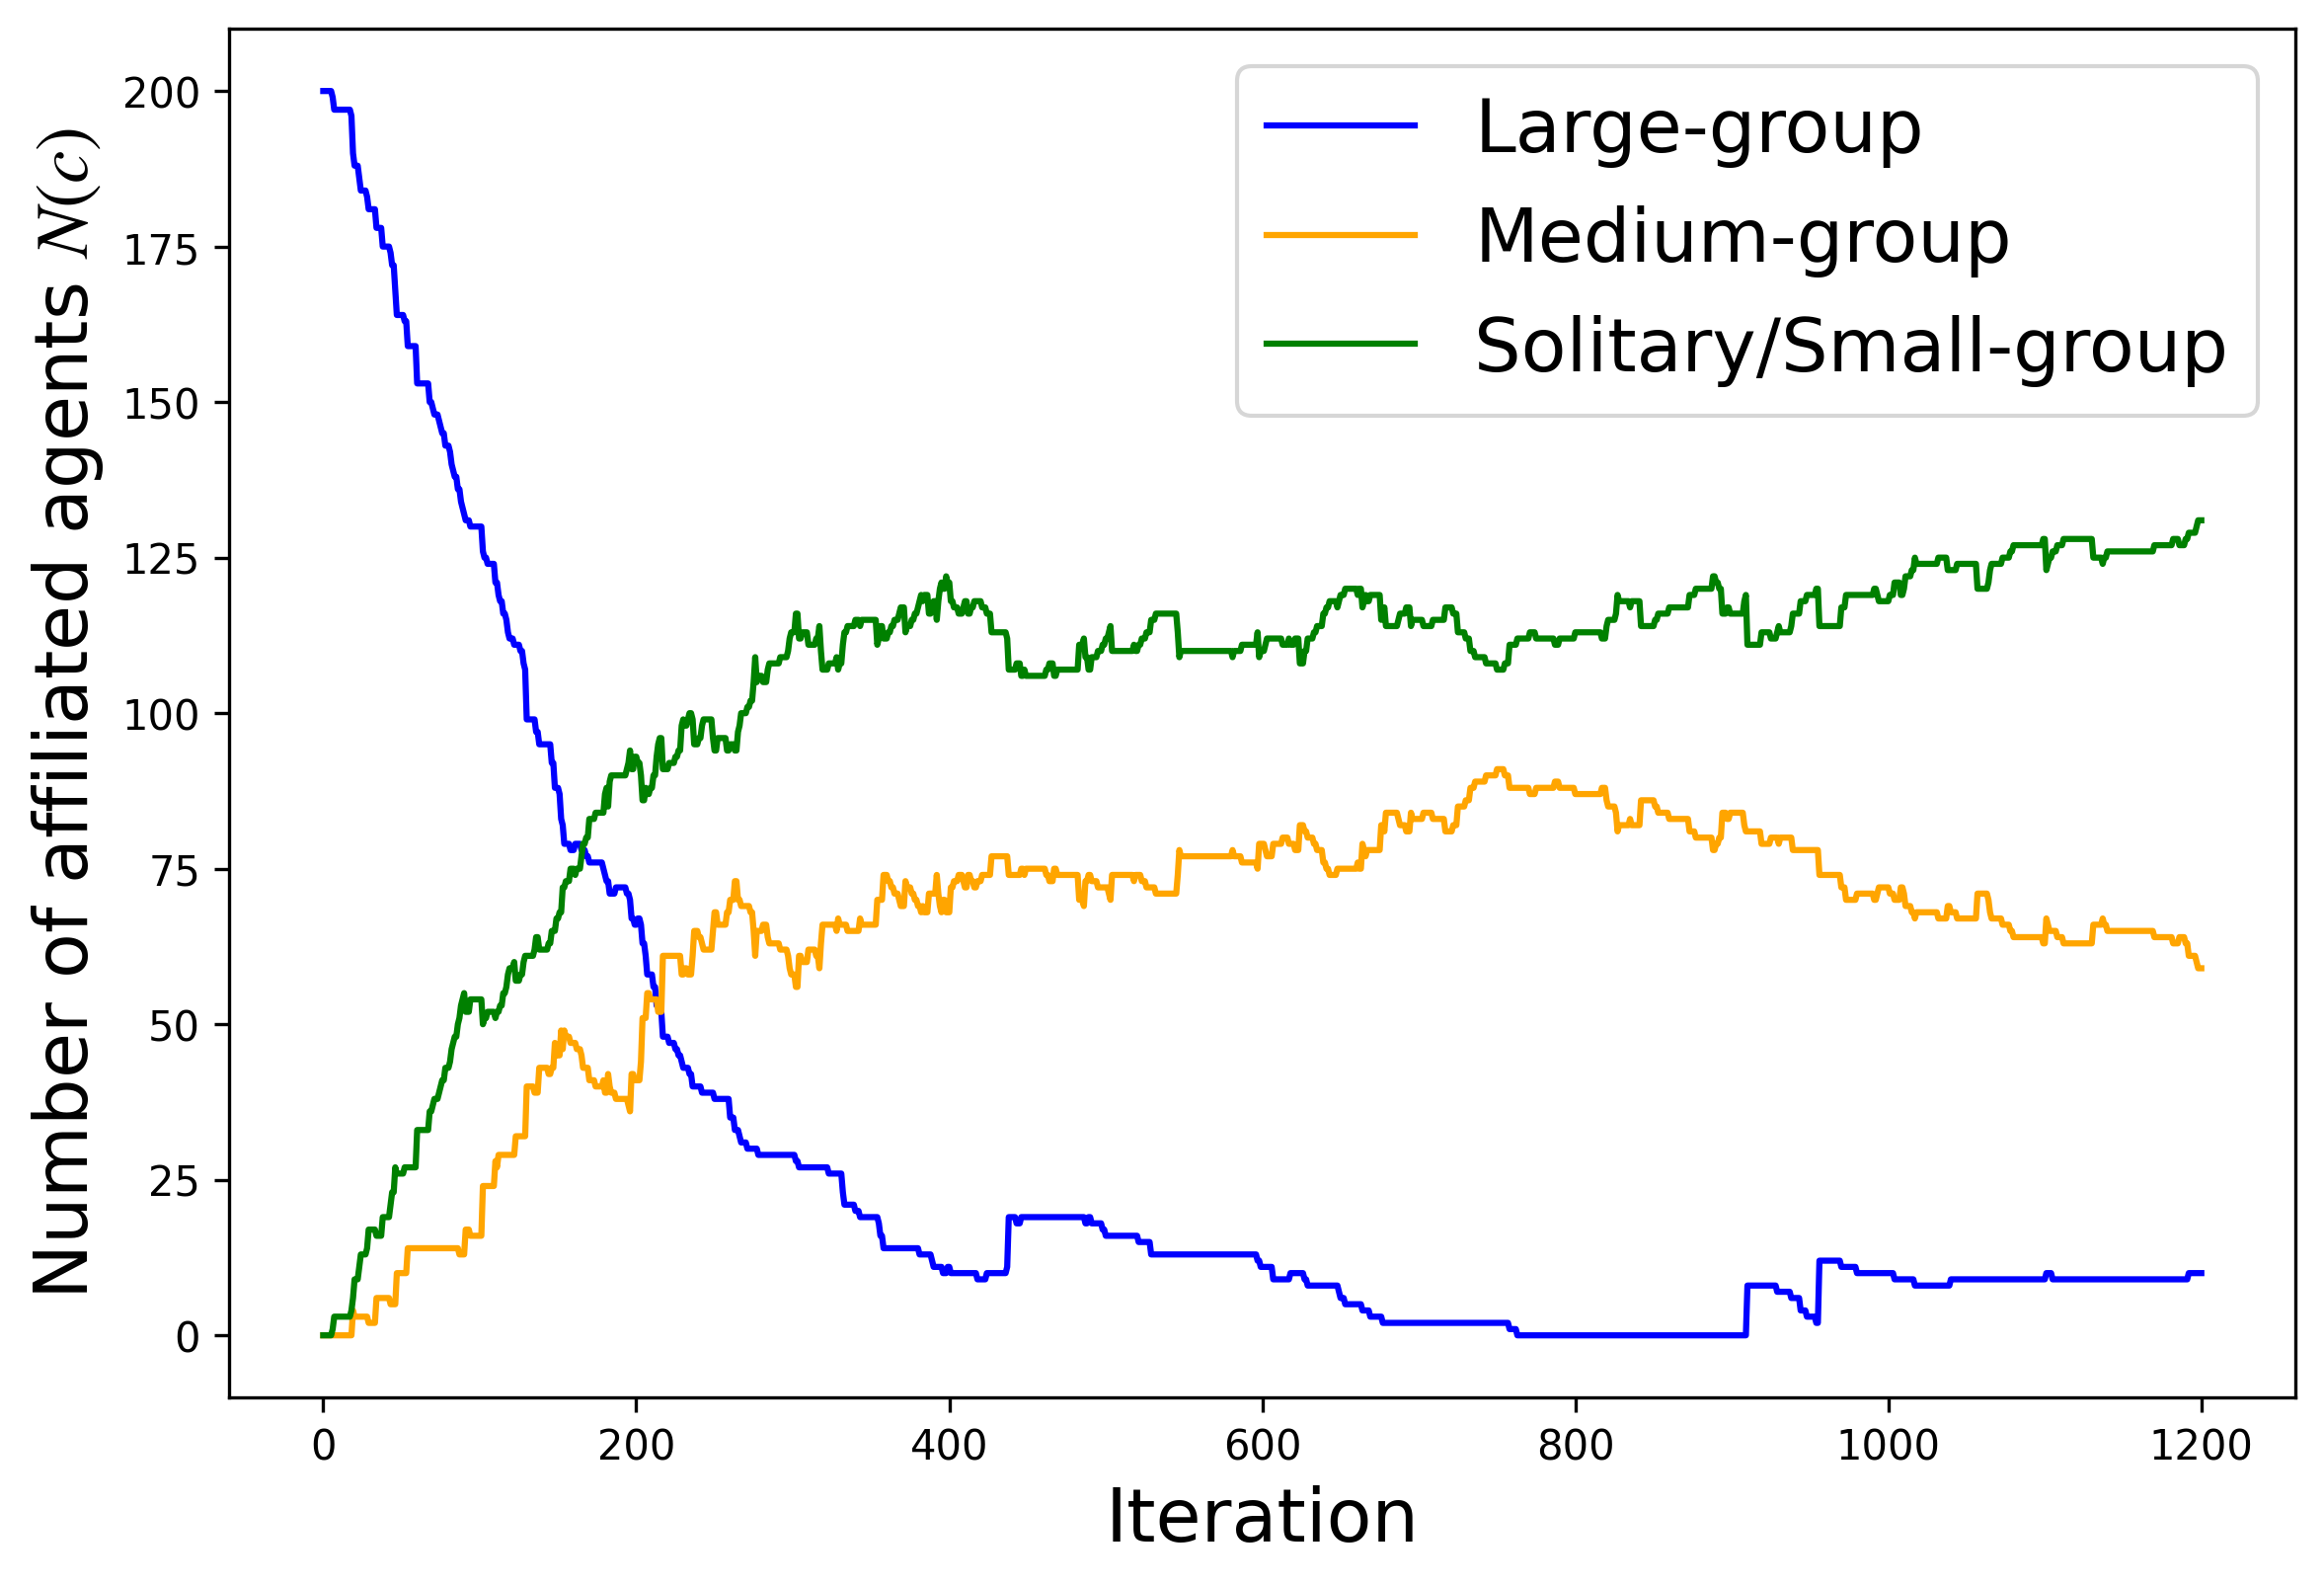 Number of affiliated agents N(c)
200
175
150
125
100
75
50
25
0
0 200 400 600 800 1000 1200
Iteration
Large-group
Medium-group
Solitary/Small-group